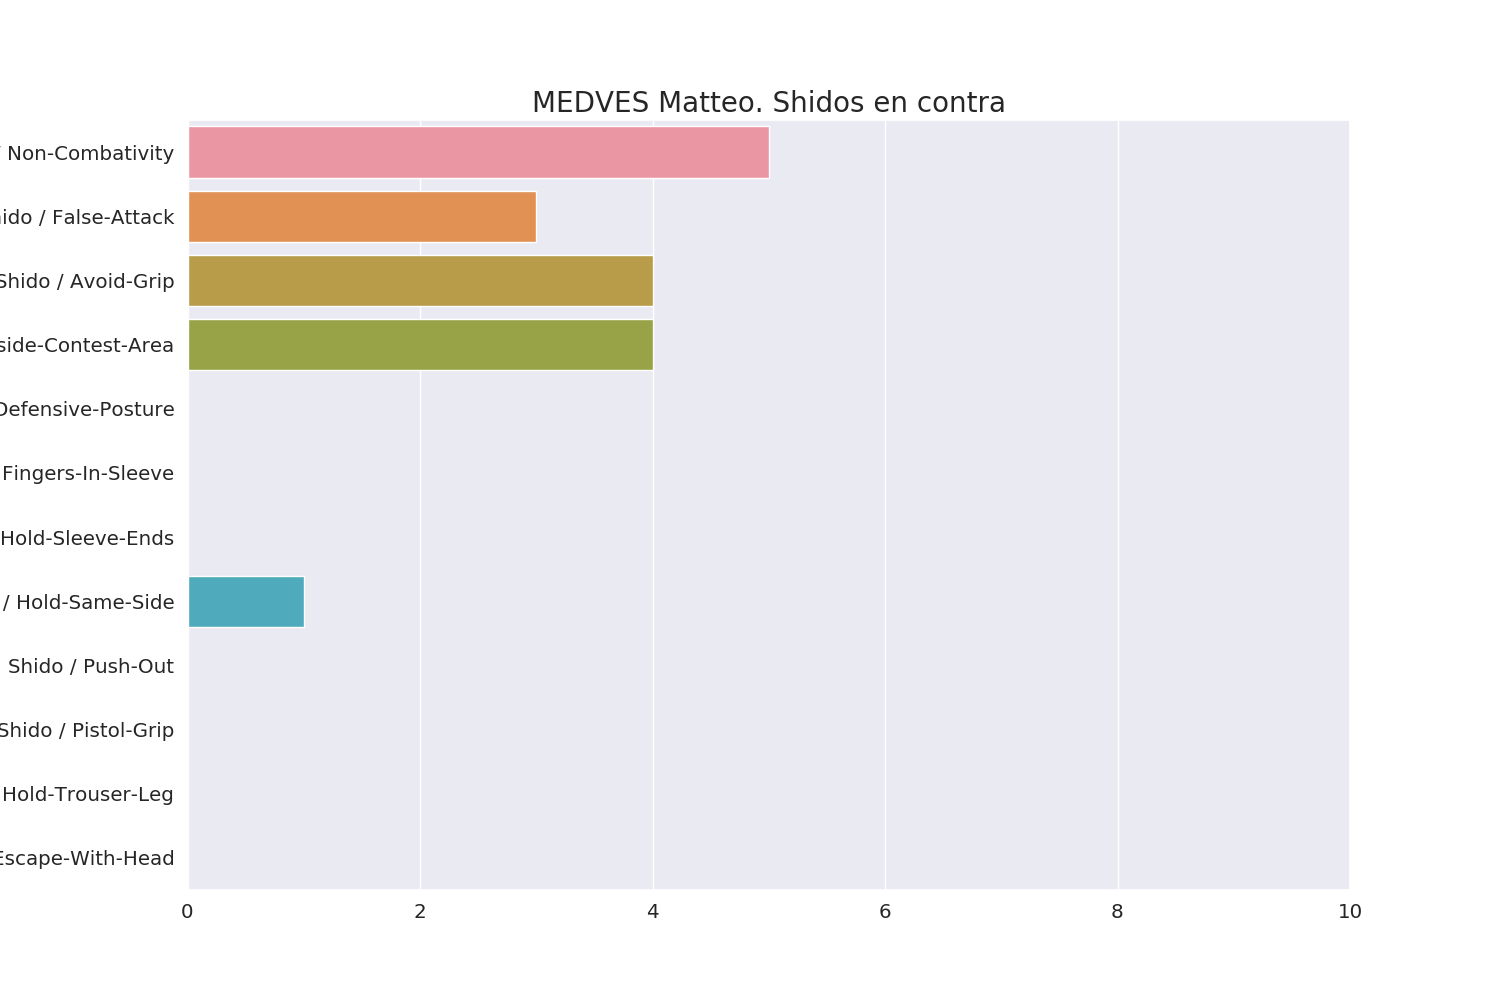 MEDVES Matteo. Shidos en contra
/ Non-Combativity
/ False-Attack
Shido / Avoid-Grip
-Contest-Area
Defensive-Posture
Fingers-In-Sleeve
Hold-Sleeve-Ends
/ Hold-Same-Side
Shido / Push-Out
Shido / Pistol-Grip
Hold-Trouser-Leg
Escape-With-Head
0 2 4 6 8 10